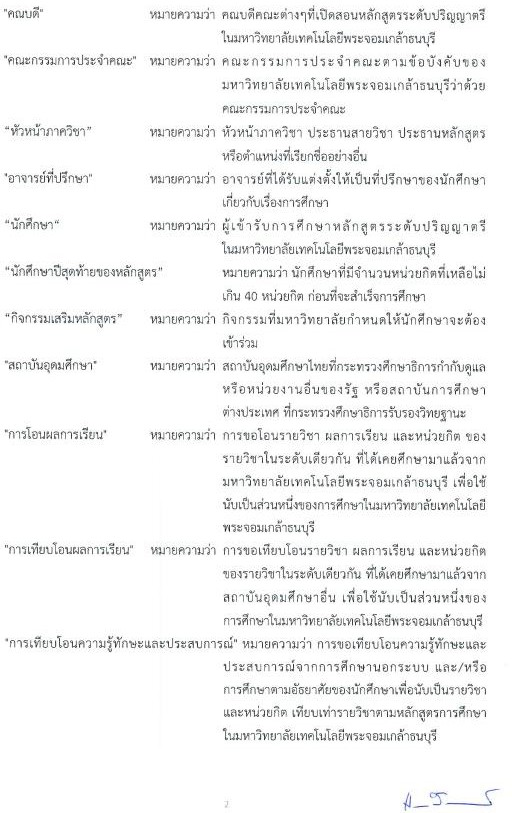 "คณบดี" หมายความว่า คณบดีคณะต่างๆที่เปิดสอนหลักสูตรระดับปริญญาตรี
ในมหาวิทยาลัยเทคโนโลยีพระจอมเกล้าธนบุรี
"คณะกรรมการประจำคณะ" หมายความว่า คณะกรรมการประจำคณะตามข้อบังคับของ
มหาวิทยาลัยเทคโนโลยีพระจอมเกล้าธนบุรีว่าด้วย
คณะกรรมการประจำคณะ
"หัวหน้าภาควิชา" หมายความว่า หัวหน้าภาควิชา ประธานสายวิชา ประธานหลักสูตร
หรือตำแหน่งที่เรียกชื่ออย่างอื่น
"อาจารย์ที่ปรึกษา" หมายความว่า อาจารย์ที่ได้รับแต่งตั้งให้เป็นที่ปรึกษาของนักศึกษา
เกี่ยวกับเรื่องการศึกษา
"นักศึกษา" หมายความว่า ผู้เข้ารับการศึกษาหลักสูตรระดับปริญญาตรี
ในมหาวิทยาลัยเทคโนโลยีพระจอมเกล้าธนบุรี
"นักศึกษาปีสุดท้ายของหลักสูตร" หมายความว่า นักศึกษาที่มีจำนวนหน่วยกิตที่เหลือไม่
เกิน 40 หน่วยกิต ก่อนที่จะสำเร็จการศึกษา
"กิจกรรมเสริมหลักสูตร" หมายความว่า กิจกรรมที่มหาวิทยาลัยกำหนดให้นักศึกษาจะต้อง
เข้าร่วม
"สถาบันอุดมศึกษา" หมายความว่า สถาบันอุดมศึกษาไทยที่กระทรวงศึกษาธิการกำกับดูแล
หรือหน่วยงานอื่นของรัฐ หรือสถาบันการศึกษา
ต่างประเทศ ที่กระทรวงศึกษาธิการรับรองวิทยฐานะ
"การโอนผลการเรียน" หมายความว่า การขอโอนรายวิชา ผลการเรียน และหน่วยกิต ของ
รายวิชาในระดับเดียวกัน ที่ได้เคยศึกษามาแล้วจาก
มหาวิทยาลัยเทคโนโลยีพระจอมเกล้าธนบุรี เพื่อใช้
นับเป็นส่วนหนึ่งของการศึกษาในมหาวิทยาลัยเทคโนโลยี
พระจอมเกล้าธนบุรี
"การเทียบโอนผลการเรียน" หมายความว่า การขอเทียบโอนรายวิชา ผลการเรียน และหน่วยกิต
ของรายวิชาในระดับเดียวกัน ที่ได้เคยศึกษามาแล้วจาก
สถาบันอุดมศึกษาอื่น เพื่อใช้นับเป็นส่วนหนึ่งของ
การศึกษาในมหาวิทยาลัยเทคโนโลยีพระจอมเกล้าธนบุรี
"การเทียบโอนความรู้ทักษะและประสบการณ์" หมายความว่า การขอเทียบโอนความรู้ทักษะและ
ประสบการณ์จากการศึกษานอกระบบ และ/หรือ
การศึกษาตามอัธยาศัยของนักศึกษาเพื่อนับเป็นรายวิชา
และหน่วยกิต เทียบเท่ารายวิชาตามหลักสูตรการศึกษา
ในมหาวิทยาลัยเทคโนโลยีพระจอมเกล้าธนบุรี
2